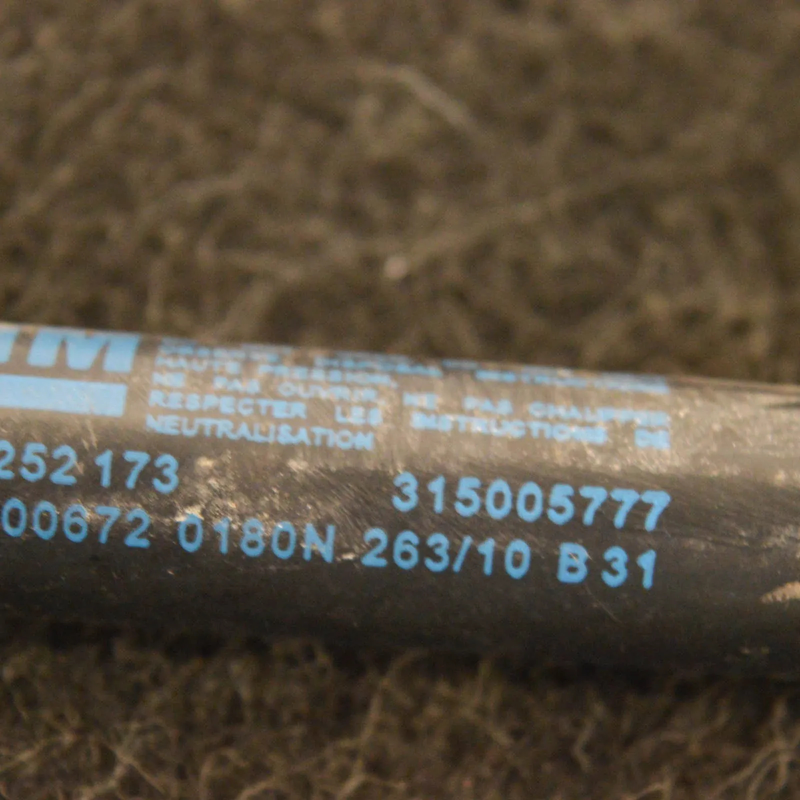 M
HAUTE PRESSION.
NE PAS OUVRIR, NE PAS CHAUFFER
RESPECTER LES INSTRUCTIONS DE
NEUTRALISATION
252 173 315005777
00672 0180N 263/10 B 31